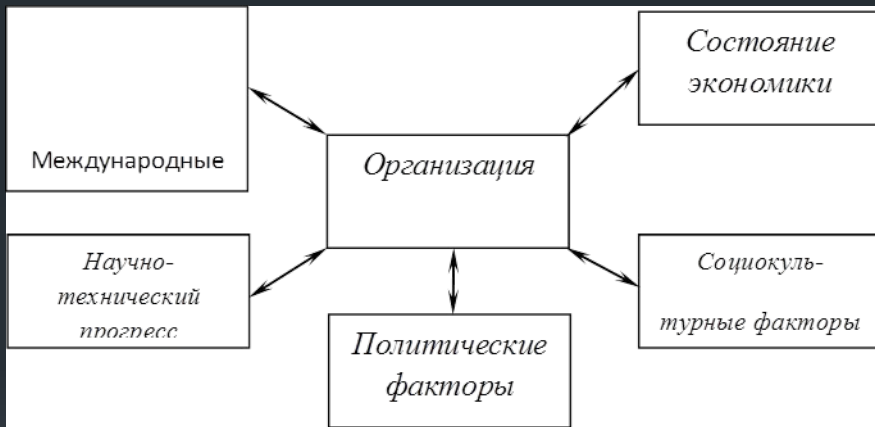 Международные
Состояние
экономики
Организация
Научно-
технический
прогресс
Политические
факторы
Социокуль-
турные факторы